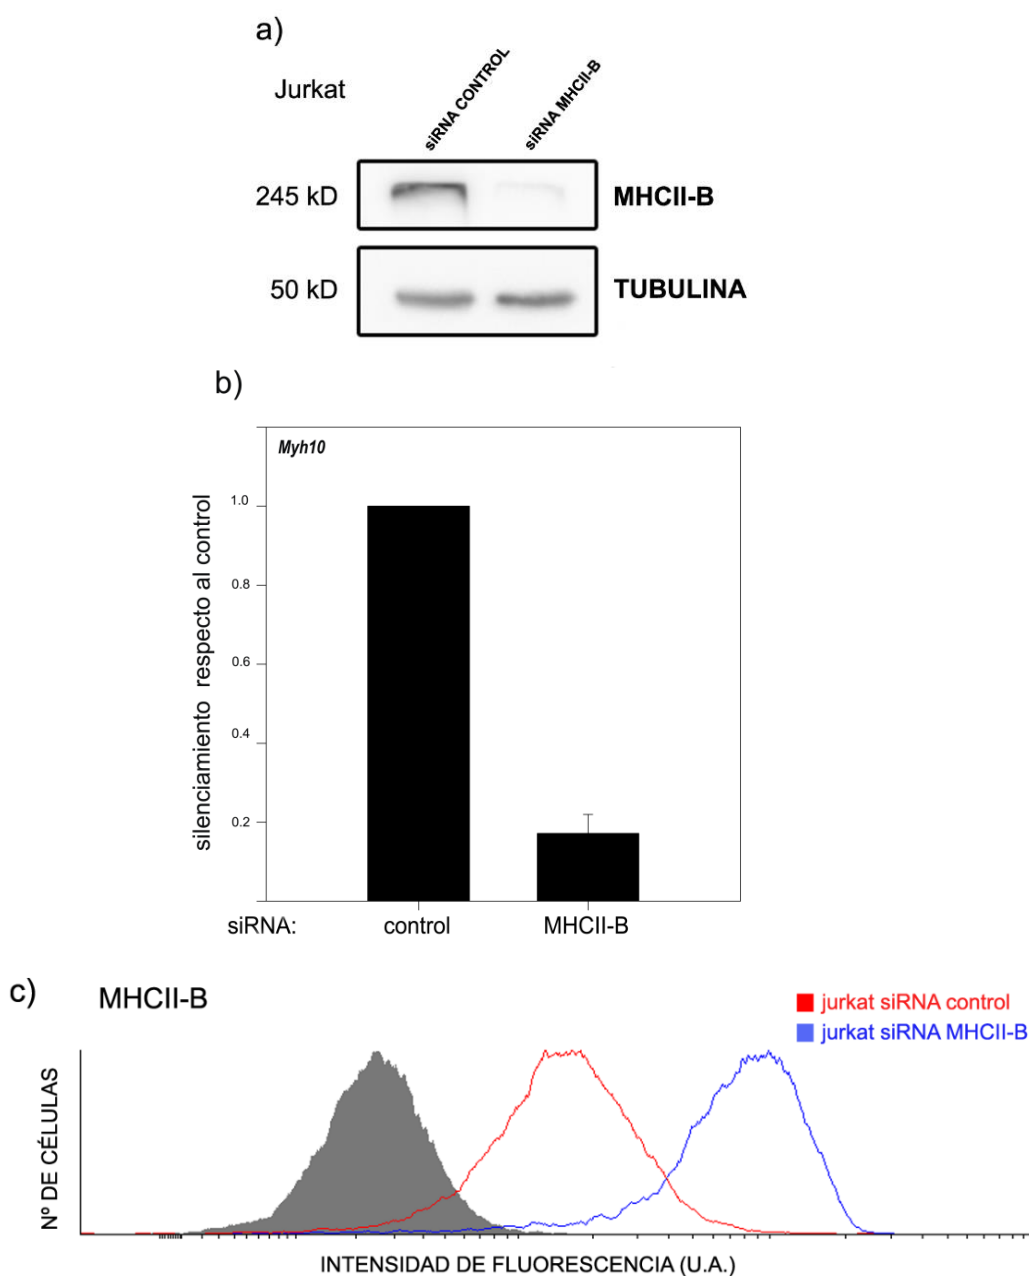 a)
Jurkat
siRNA CONTROL
siRNA MHCII-B
245 kD
MHCII-B
50 kD
TUBULINA
b)
Myh10
silenciamiento respecto al control
1.0
0.8
0.6
0.4
0.2
siRNA:
control
MHCII-B
c)
MHCII-B
jurkat siRNA control
jurkat siRNA MHCII-B
Nº DE CÉLULAS
INTENSIDAD DE FLUORESCENCIA (U.A.)